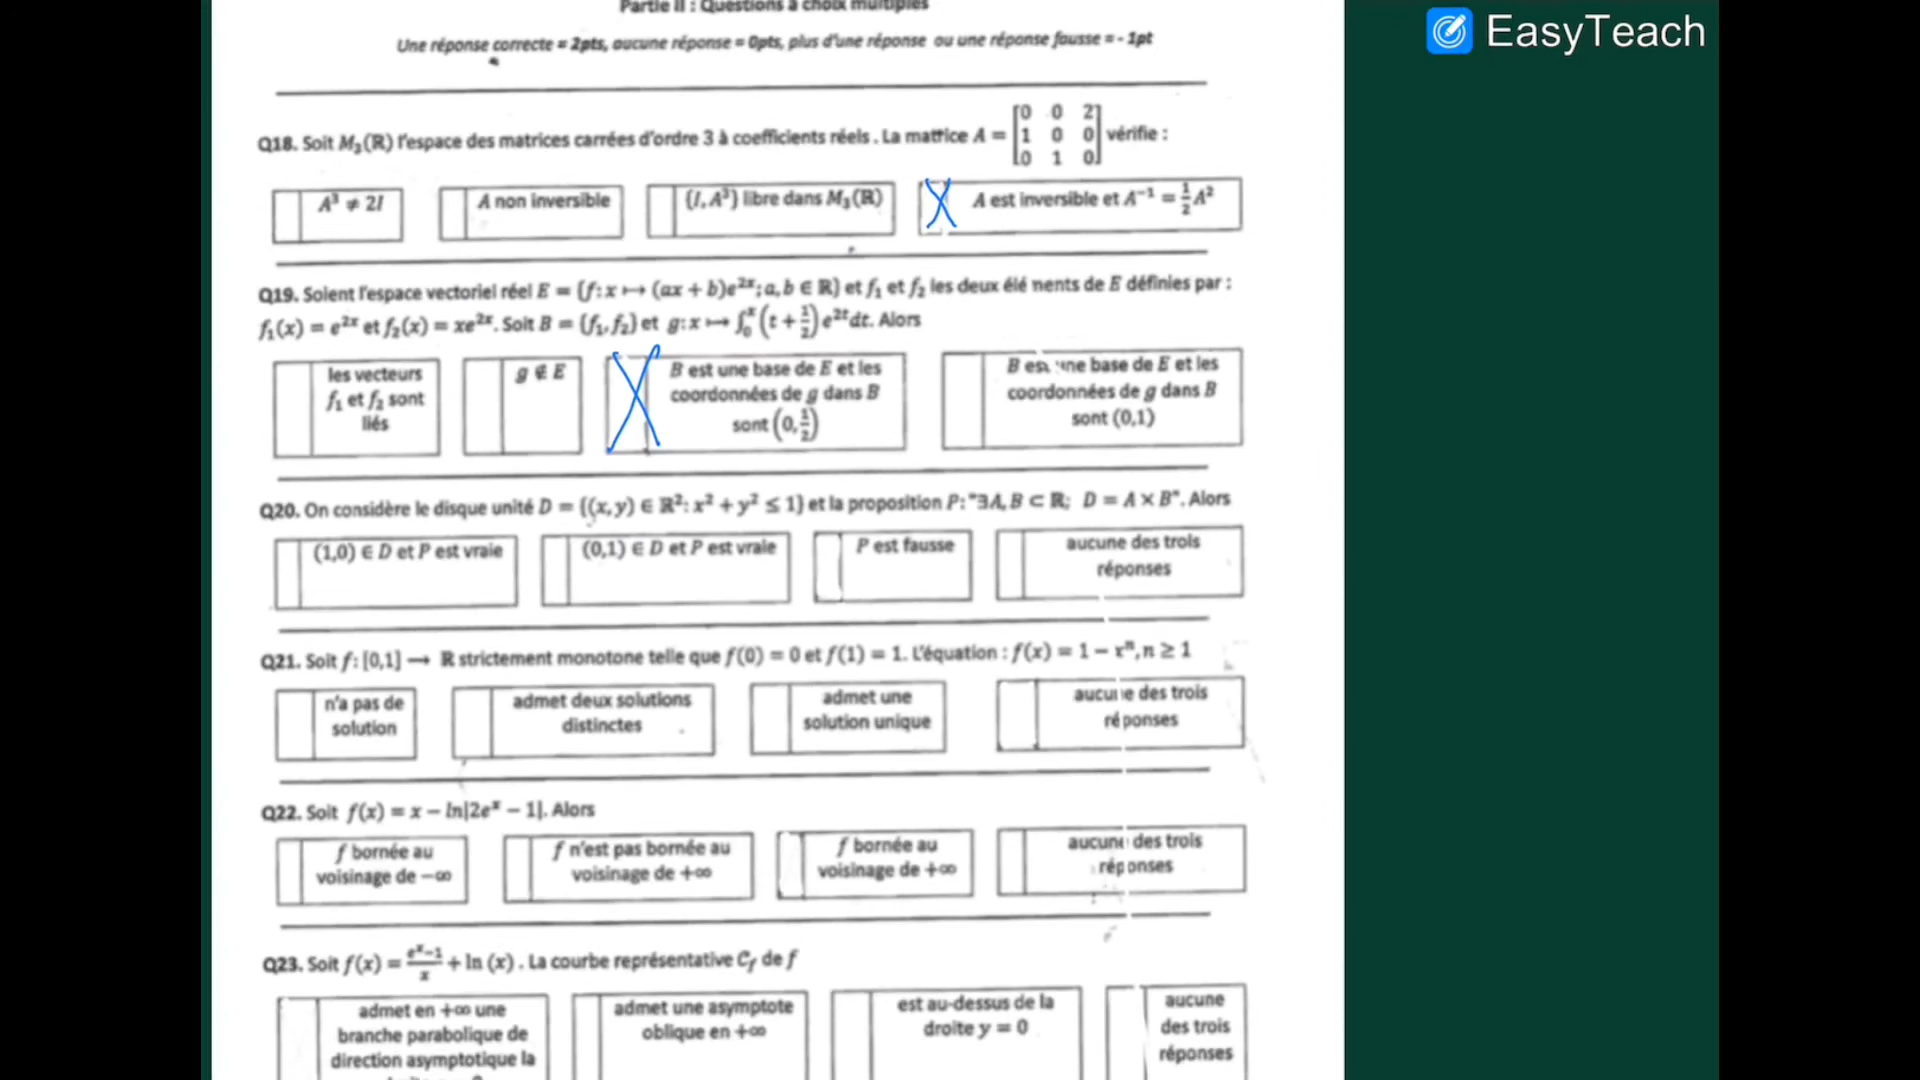 EasyTeach
Partie II : Questions à choix multiples
Une réponse correcte = 2pts, aucune réponse = 0pts, plus d'une réponse ou une réponse fausse = - 1pt
Q18. Soit M₃(ℝ) l'espace des matrices carrées d'ordre 3 à coefficients réels . La matrice A = [0 0 2; 1 0 0; 0 1 0] vérifie :
A³ ≠ 2I
A non inversible
{I, A³} libre dans M₃(ℝ)
X A est inversible et A⁻¹ = ½A²
Q19. Soient l'espace vectoriel réel E = {f: x ↦ (ax + b)e²ˣ; a, b ∈ ℝ} et f₁ et f₂ les deux élé ments de E définies par :
f₁(x) = e²ˣ et f₂(x) = xe²ˣ. Soit B = {f₁, f₂} et g: x ↦ ∫₀ˣ (t + ½) e²ᵗdt. Alors
les vecteurs
f₁ et f₂ sont
liés
g ∉ E
X B est une base de E et les
coordonnées de g dans B
sont (0, ½)
B est une base de E et les
coordonnées de g dans B
sont (0,1)
Q20. On considère le disque unité D = {(x, y) ∈ ℝ²: x² + y² ≤ 1} et la proposition P: "∃A, B ⊂ ℝ; D = A × B". Alors
(1,0) ∈ D et P est vraie
(0,1) ∈ D et P est vraie
P est fausse
aucune des trois
réponses
Q21. Soit f: [0,1] → ℝ strictement monotone telle que f(0) = 0 et f(1) = 1. L'équation : f(x) = 1 − xⁿ, n ≥ 1
n'a pas de
solution
admet deux solutions
distinctes
admet une
solution unique
aucune des trois
réponses
Q22. Soit f(x) = x − ln|2eˣ − 1|. Alors
f bornée au
voisinage de −∞
f n'est pas bornée au
voisinage de +∞
f bornée au
voisinage de +∞
aucune des trois
réponses
Q23. Soit f(x) = (eˣ−1)/x + ln (x) . La courbe représentative C_f de f
admet en +∞ une
branche parabolique de
direction asymptotique la
admet une asymptote
oblique en +∞
est au-dessus de la
droite y = 0
aucune
des trois
réponses